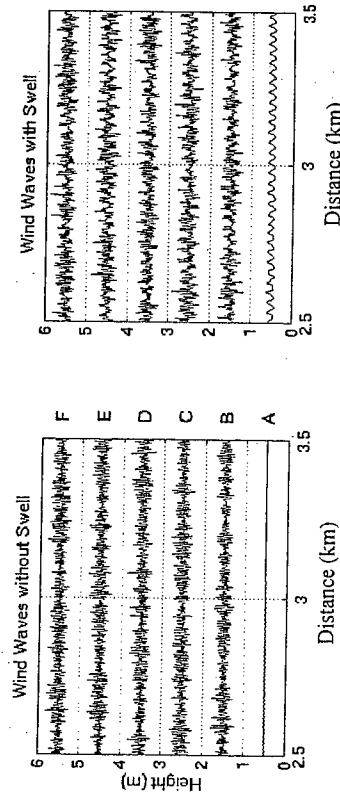 Wind Waves without Swell
Height (m)
6
5
4
3
2
1
0
2.5
3
3.5
Distance (km)
F
E
D
C
B
A
Wind Waves with Swell
6
5
4
3
2
1
0
2.5
3
3.5
Distance (km)